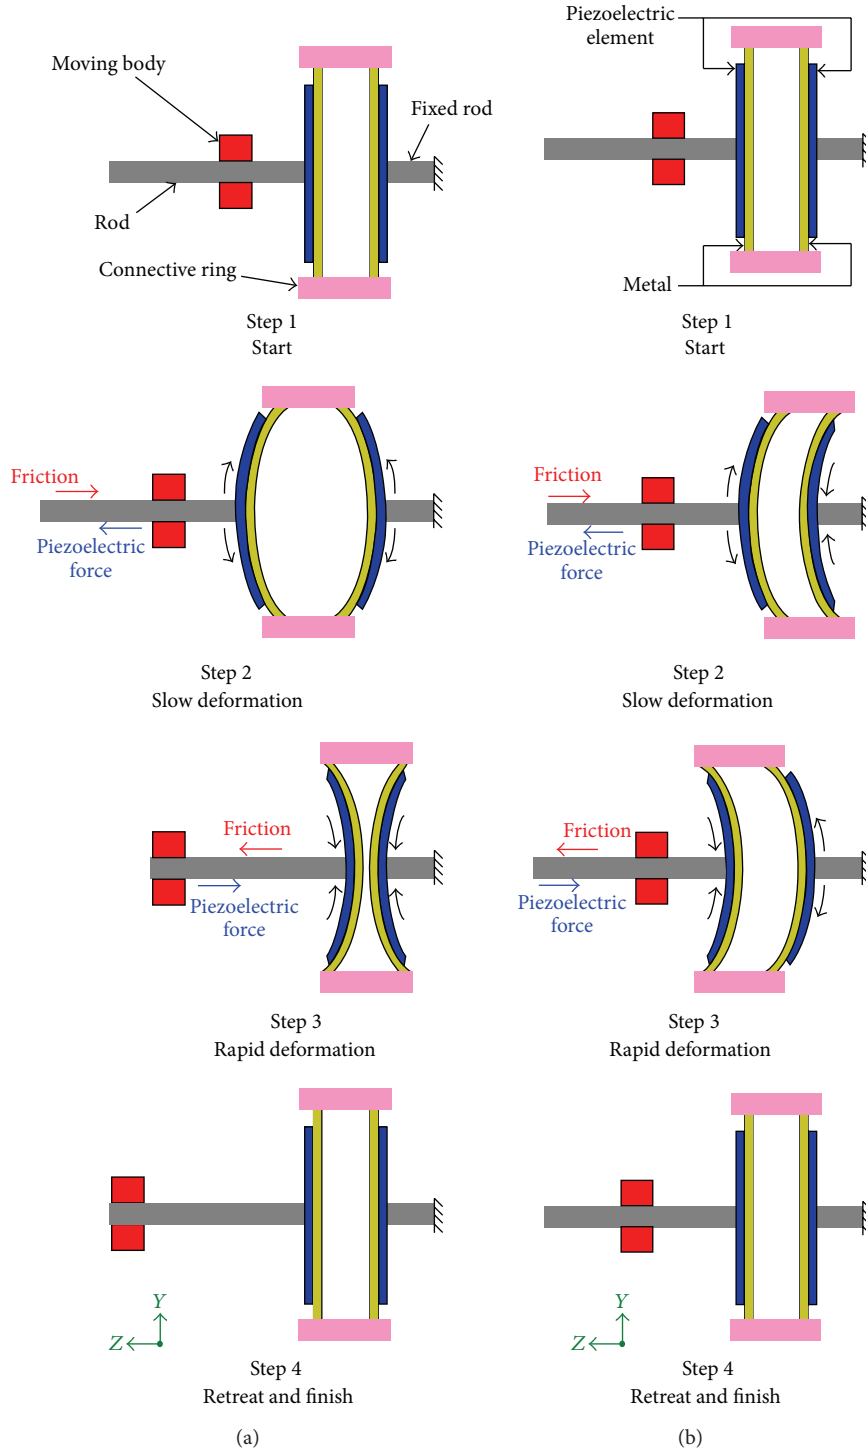 Moving body
Fixed rod
Rod
Connective ring
Step 1
Start
Friction
Piezoelectric
force
Step 2
Slow deformation
Friction
Piezoelectric
force
Step 3
Rapid deformation
Y
Z
Step 4
Retreat and finish
(a)
Piezoelectric
element
Metal
Step 1
Start
Friction
Piezoelectric
force
Step 2
Slow deformation
Friction
Piezoelectric
force
Step 3
Rapid deformation
Y
Z
Step 4
Retreat and finish
(b)